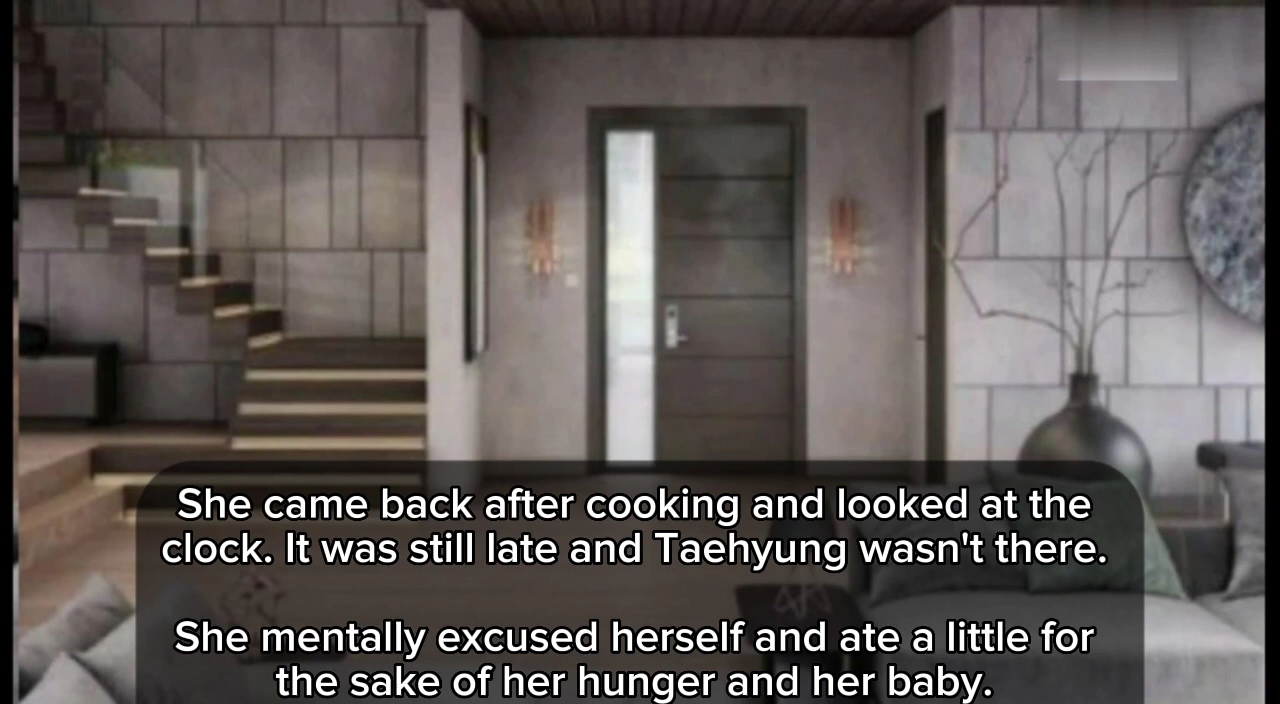 She came back after cooking and looked at the
clock. It was still late and Taehyung wasn't there.
She mentally excused herself and ate a little for
the sake of her hunger and her baby.